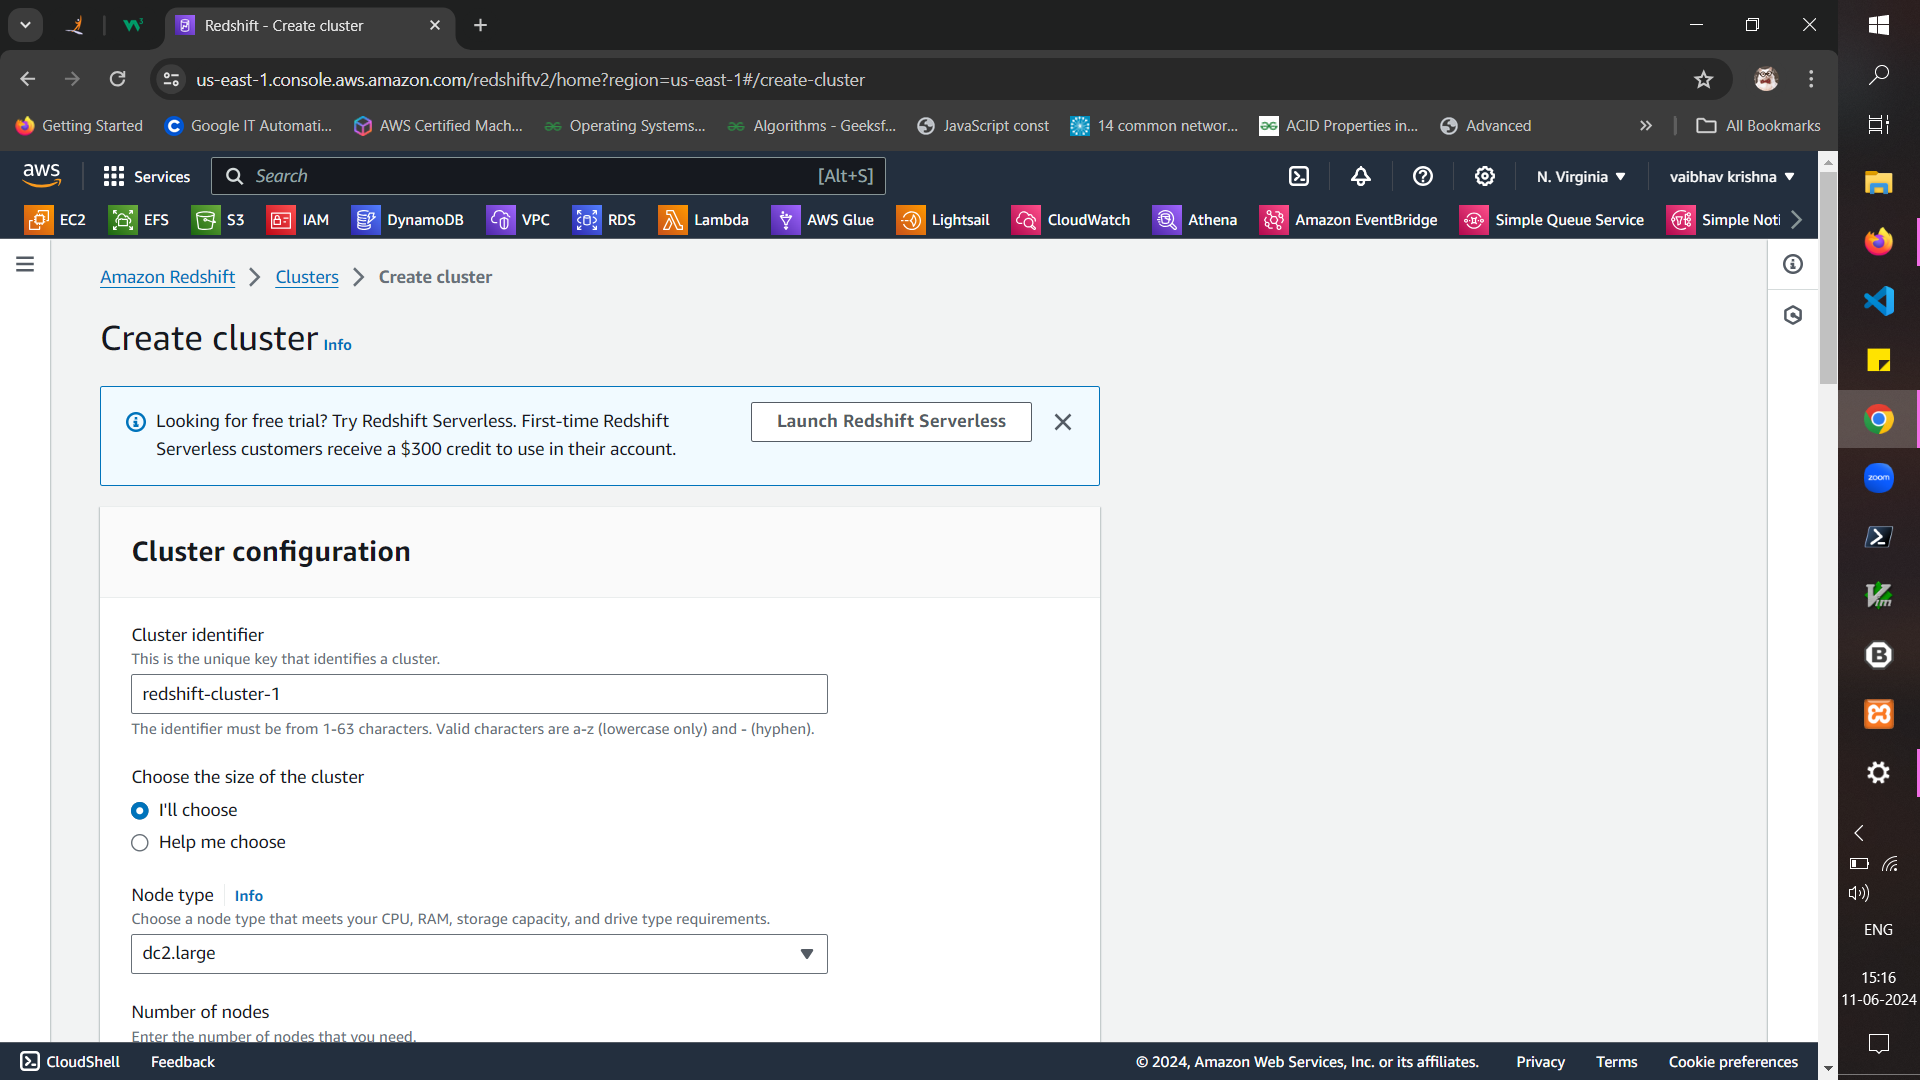 Redshift - Create cluster
us-east-1.console.aws.amazon.com/redshiftv2/home?region=us-east-1#/create-cluster
Getting Started
Google IT Automati...
AWS Certified Mach...
Operating Systems...
Algorithms - Geeksf...
JavaScript const
14 common networ...
ACID Properties in...
Advanced
All Bookmarks
aws
Services
Search
[Alt+S]
N. Virginia
vaibhav krishna
EC2
EFS
S3
IAM
DynamoDB
VPC
RDS
Lambda
AWS Glue
Lightsail
CloudWatch
Athena
Amazon EventBridge
Simple Queue Service
Simple Noti
Amazon Redshift
Clusters
Create cluster
Create cluster Info
Looking for free trial? Try Redshift Serverless. First-time Redshift
Serverless customers receive a $300 credit to use in their account.
Launch Redshift Serverless
Cluster configuration
Cluster identifier
This is the unique key that identifies a cluster.
redshift-cluster-1
The identifier must be from 1-63 characters. Valid characters are a-z (lowercase only) and - (hyphen).
Choose the size of the cluster
I'll choose
Help me choose
Node type
Info
Choose a node type that meets your CPU, RAM, storage capacity, and drive type requirements.
dc2.large
Number of nodes
Enter the number of nodes that you need.
CloudShell
Feedback
© 2024, Amazon Web Services, Inc. or its affiliates.
Privacy
Terms
Cookie preferences
zoom
Vim
B
ENG
15:16
11-06-2024